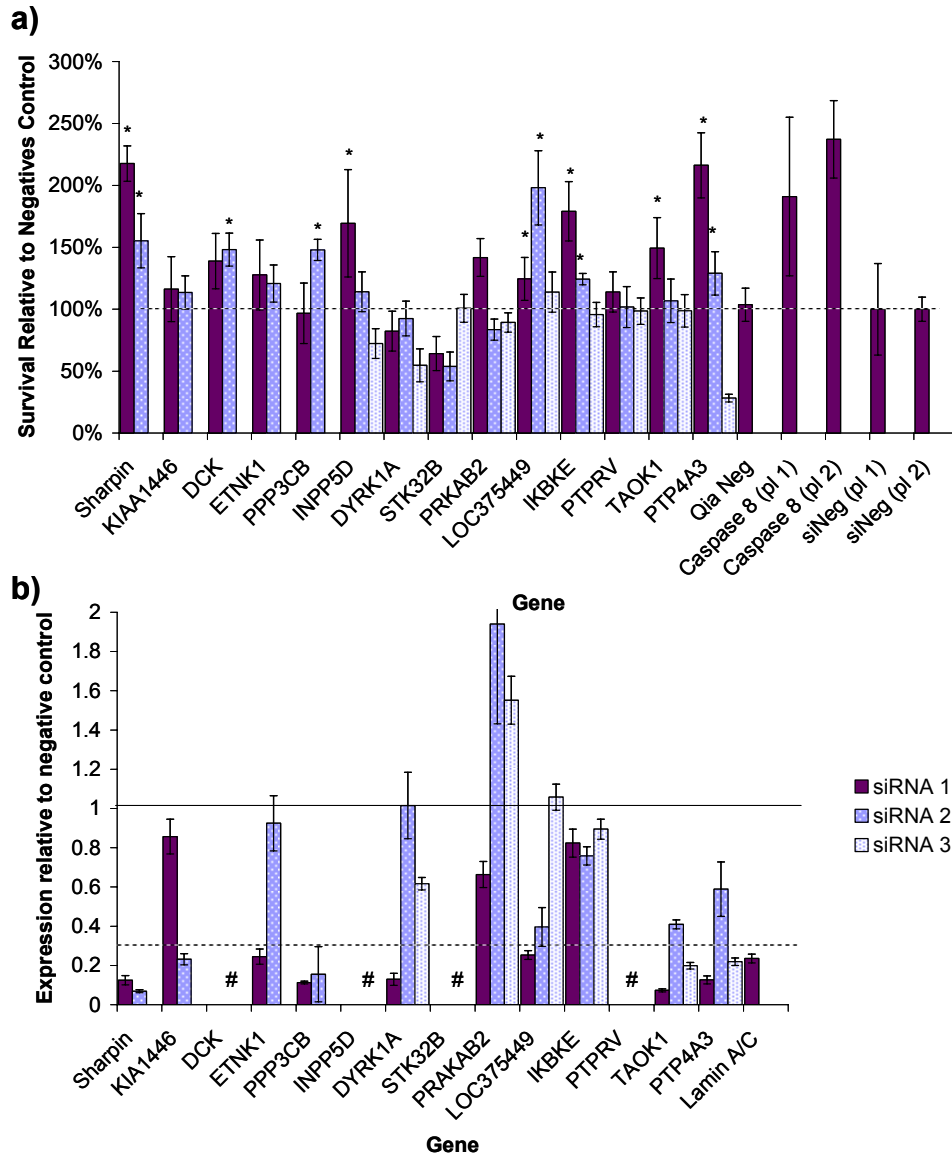 a)
Survival Relative to Negatives Control
300%
250%
200%
150%
100%
50%
0%
* * * * * * * * * * * *
Sharpin
KIAA1446
DCK
ETNK1
PPP3CB
INPP5D
DYRK1A
STK32B
PRKAB2
LOC375449
IKBKE
PTPRV
TAOK1
PTP4A3
Qia Neg
Caspase 8 (pl 1)
Caspase 8 (pl 2)
siNeg (pl 1)
siNeg (pl 2)
Gene
b)
Expression relative to negative control
2
1.8
1.6
1.4
1.2
1
0.8
0.6
0.4
0.2
0
# # # #
Sharpin
KIA1446
DCK
ETNK1
PPP3CB
INPP5D
DYRK1A
STK32B
PRAKAB2
LOC375449
IKBKE
PTPRV
TAOK1
PTP4A3
Lamin A/C
Gene
siRNA 1
siRNA 2
siRNA 3